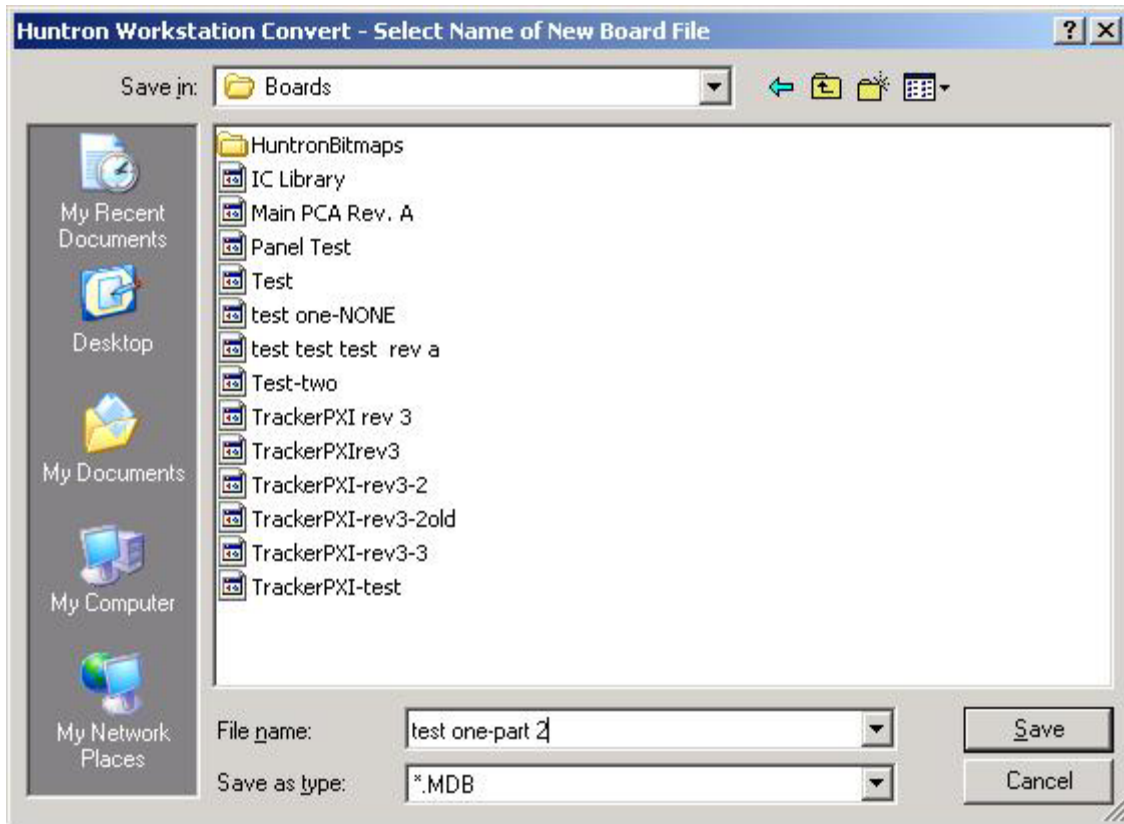 Huntron Workstation Convert - Select Name of New Board File
Save in: Boards
HuntronBitmaps
IC Library
Main PCA Rev. A
Panel Test
Test
test one-NONE
test test test  rev a
Test-two
TrackerPXI rev 3
TrackerPXIrev3
TrackerPXI-rev3-2
TrackerPXI-rev3-2old
TrackerPXI-rev3-3
TrackerPXI-test
My Recent
Documents
Desktop
My Documents
My Computer
My Network
Places
File name: test one-part 2 Save
Save as type: *.MDB Cancel